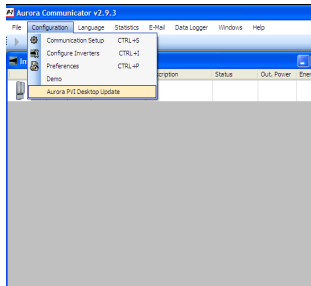 Aurora Communicator v2.9.3
File Configuration Language Statistics E-Mail Data Logger Windows Help
Communication Setup CTRL+S
Configure Inverters CTRL+I
Preferences CTRL+P
Demo
Aurora PVI Desktop Update
In
cription Status Out. Power Ener